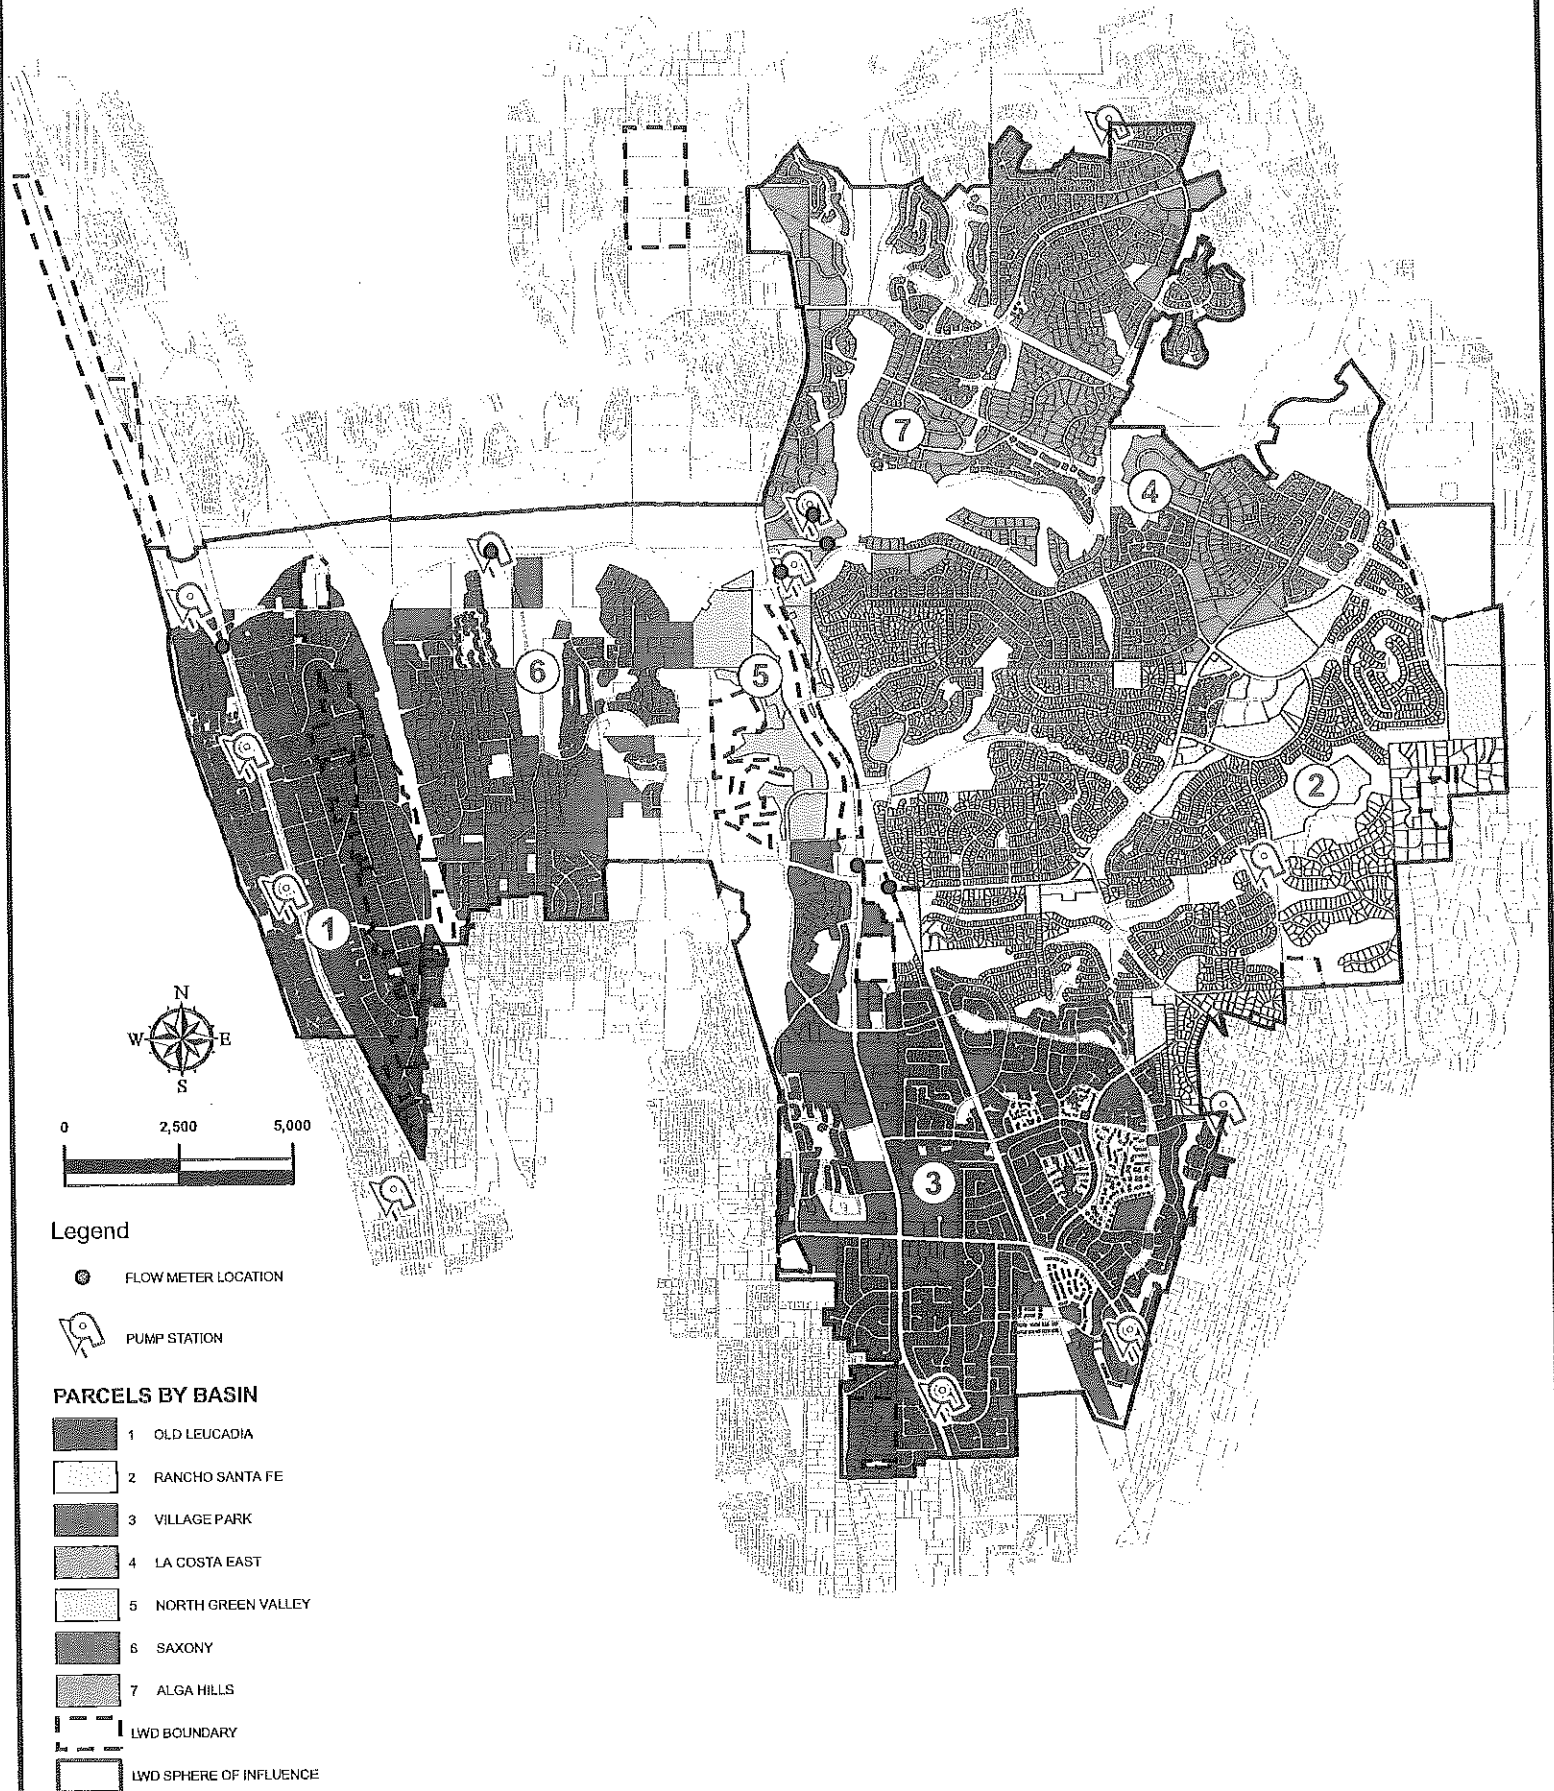 7
4
6
5
2
1
N
W E
S
0 2,500 5,000
3
Legend
FLOW METER LOCATION
PUMP STATION
PARCELS BY BASIN
1 OLD LEUCADIA
2 RANCHO SANTA FE
3 VILLAGE PARK
4 LA COSTA EAST
5 NORTH GREEN VALLEY
6 SAXONY
7 ALGA HILLS
LWD BOUNDARY
LWD SPHERE OF INFLUENCE